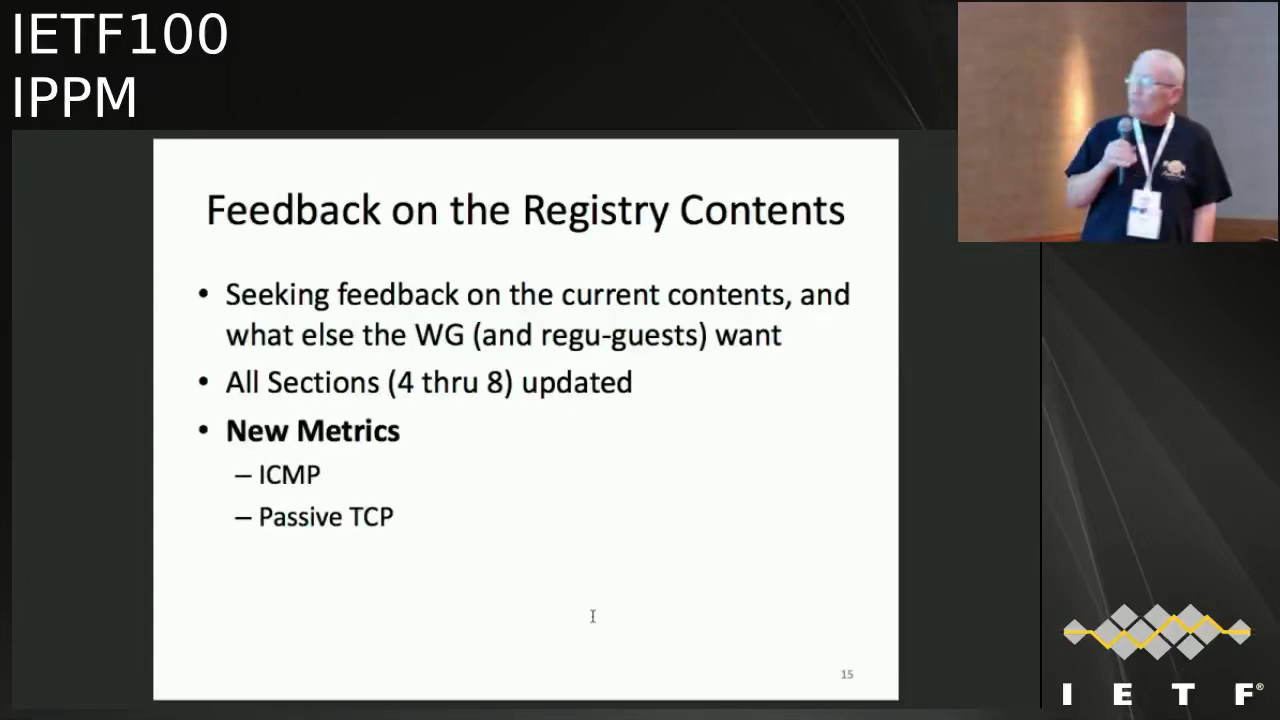 IETF100
IPPM
Feedback on the Registry Contents
• Seeking feedback on the current contents, and
what else the WG (and regu-guests) want
• All Sections (4 thru 8) updated
• New Metrics
– ICMP
– Passive TCP
15
I E T F®